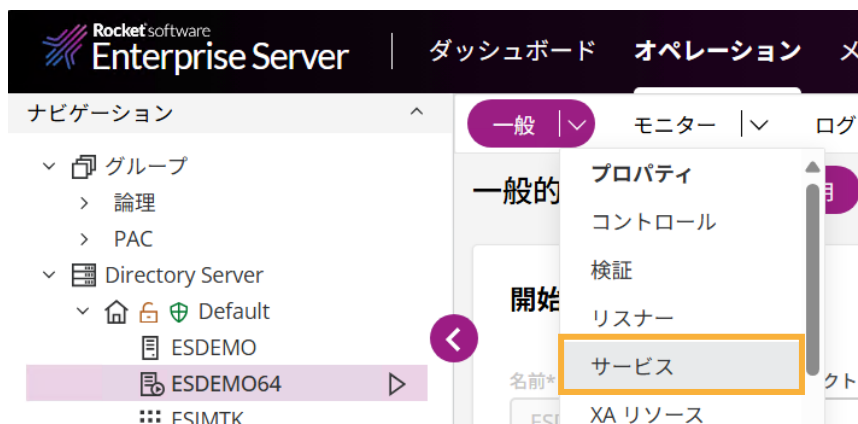 Rocket software
Enterprise Server
ダッシュボード オペレーション
ナビゲーション
グループ
論理
PAC
Directory Server
Default
ESDEMO
ESDEMO64
ESIMTK
一般 モニター ログ
一般的
プロパティ
コントロール
検証
リスナー
サービス
XA リソース
開始
名前*